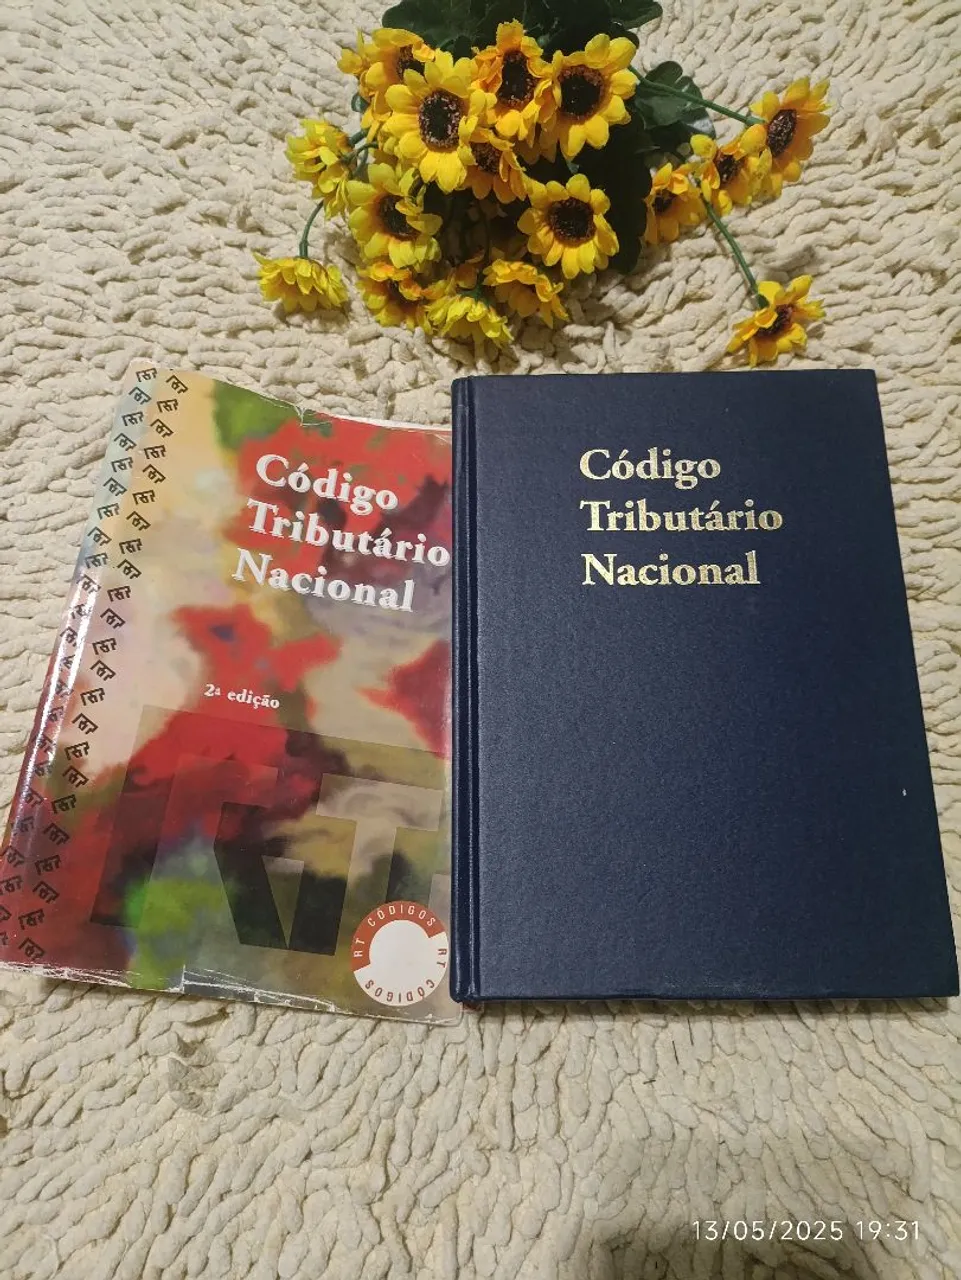 Código
Tributário
Nacional
2ª edição
RT
RT CÓDIGOS
RT CÓDIGOS
Código
Tributário
Nacional
13/05/2025 19:31